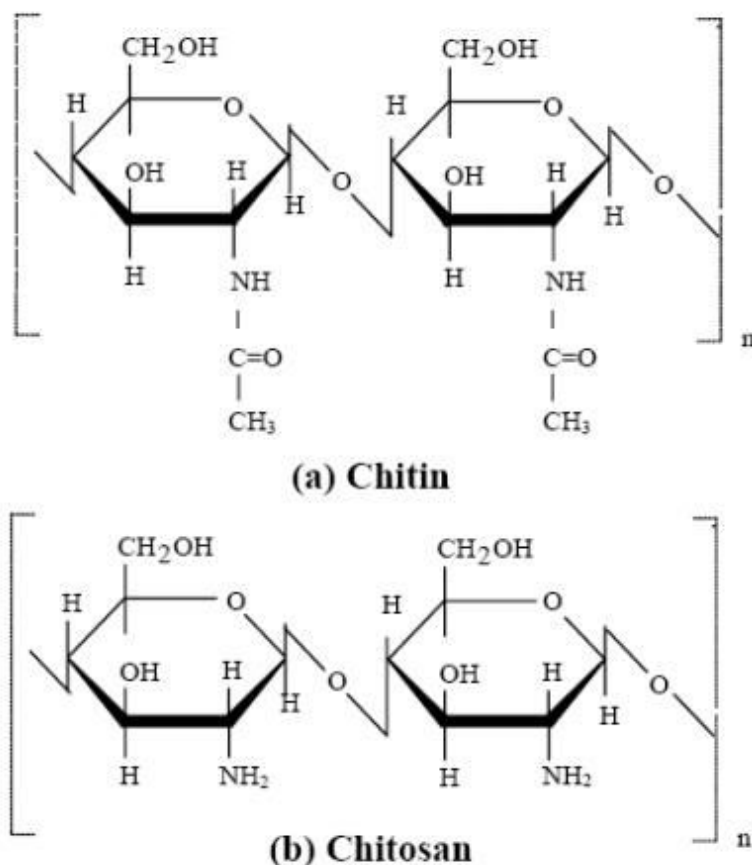 CH₂OH CH₂OH
H O H O
OH H O OH H O
H H
H NH H NH
n
C=O C=O
CH₃ CH₃
(a) Chitin
CH₂OH CH₂OH
H O H O
OH H O OH H O
H H
H NH₂ H NH₂
n
(b) Chitosan